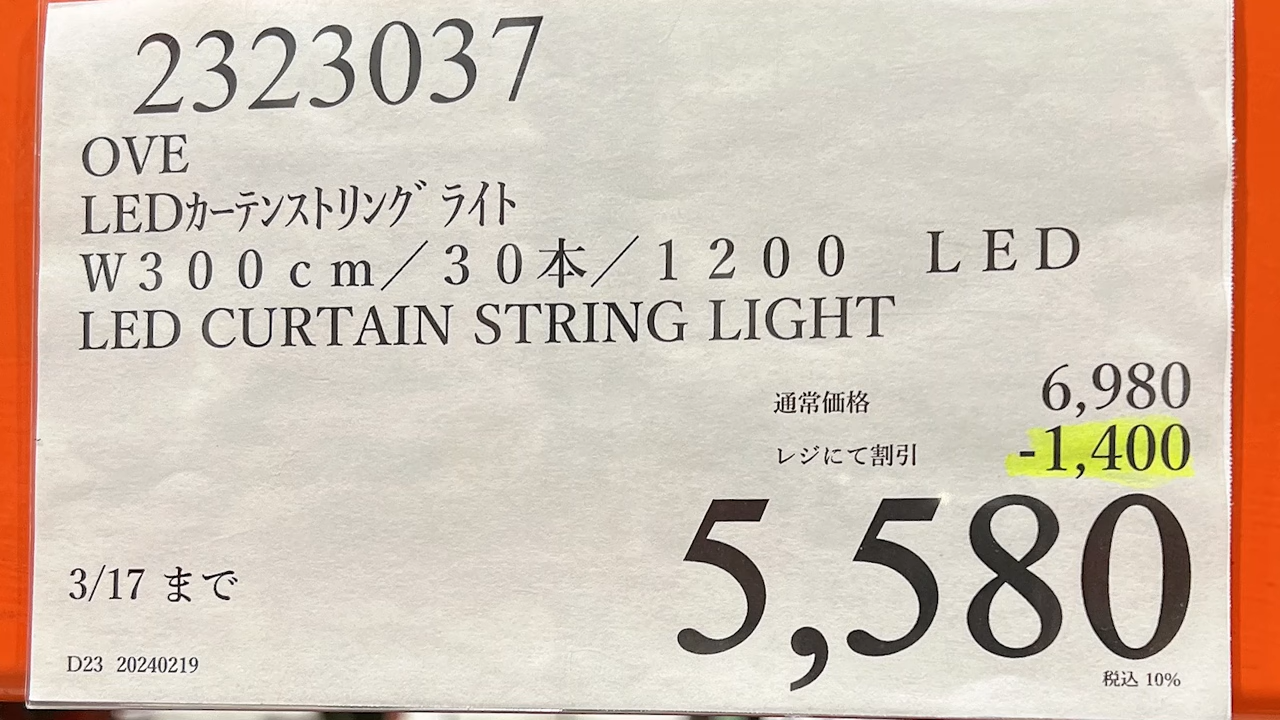 2323037
OVE
LEDｶｰﾃﾝｽﾄﾘﾝｸﾞ ﾗｲﾄ
Ｗ３００ｃｍ／３０本／１２００　ＬＥＤ
LED CURTAIN STRING LIGHT
通常価格 6,980
レジにて割引 -1,400
5,580
3/17 まで
D23 20240219
税込 10%